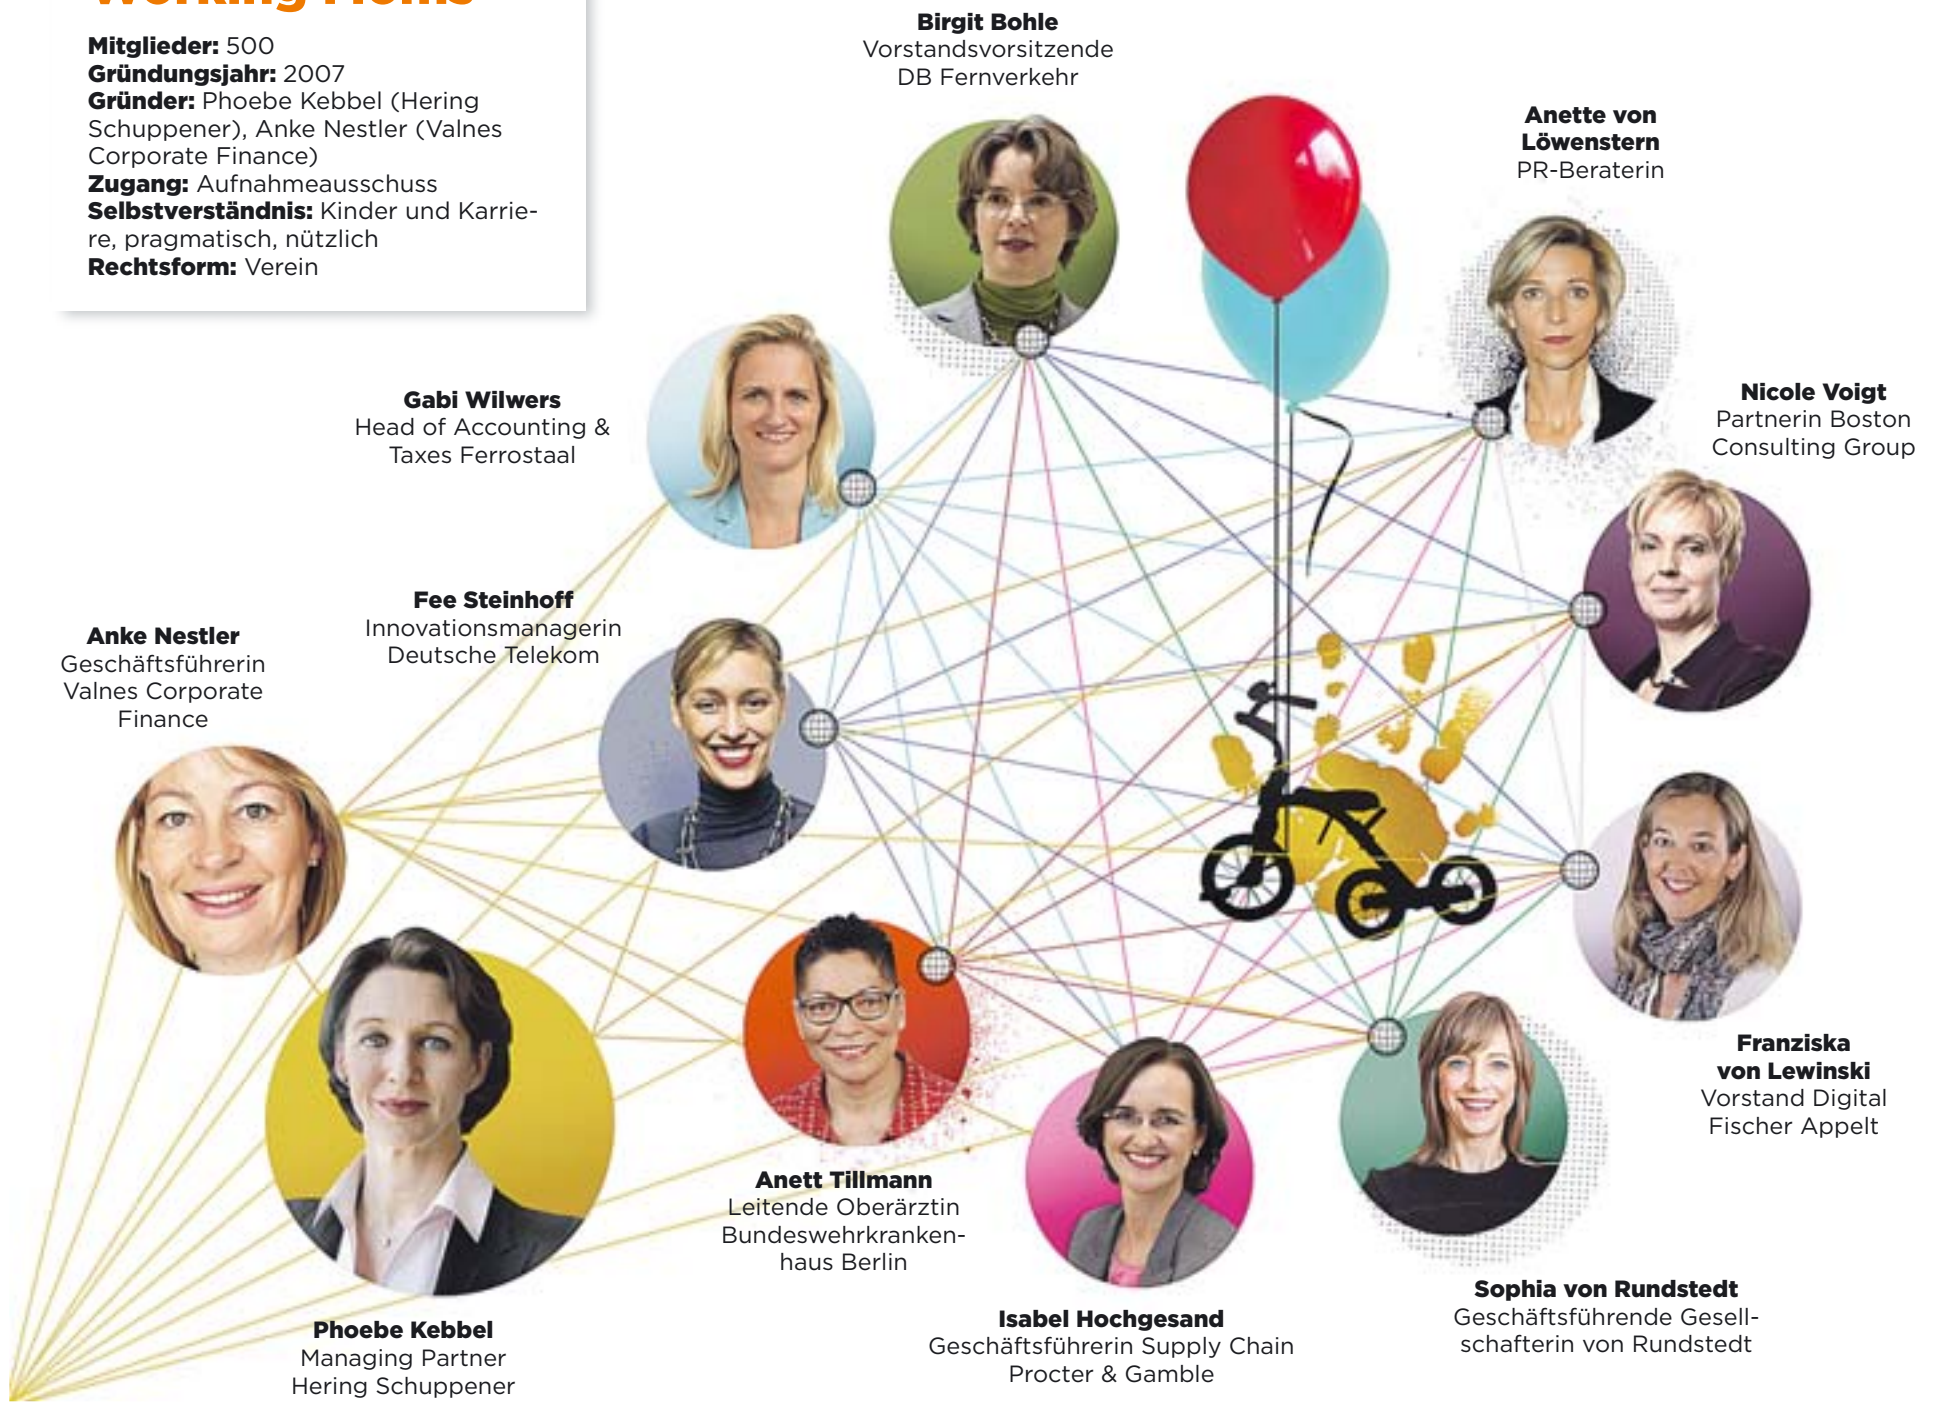 Working Moms
Mitglieder: 500
Gründungsjahr: 2007
Gründer: Phoebe Kebbel (Hering
Schuppener), Anke Nestler (Valnes
Corporate Finance)
Zugang: Aufnahmeausschuss
Selbstverständnis: Kinder und Karrie-
re, pragmatisch, nützlich
Rechtsform: Verein
Birgit Bohle
Vorstandsvorsitzende
DB Fernverkehr
Anette von
Löwenstern
PR-Beraterin
Gabi Wilwers
Head of Accounting &
Taxes Ferrostaal
Nicole Voigt
Partnerin Boston
Consulting Group
Fee Steinhoff
Innovationsmanagerin
Deutsche Telekom
Anke Nestler
Geschäftsführerin
Valnes Corporate
Finance
Franziska
von Lewinski
Vorstand Digital
Fischer Appelt
Anett Tillmann
Leitende Oberärztin
Bundeswehrkranken-
haus Berlin
Sophia von Rundstedt
Geschäftsführende Gesell-
schafterin von Rundstedt
Isabel Hochgesand
Geschäftsführerin Supply Chain
Procter & Gamble
Phoebe Kebbel
Managing Partner
Hering Schuppener